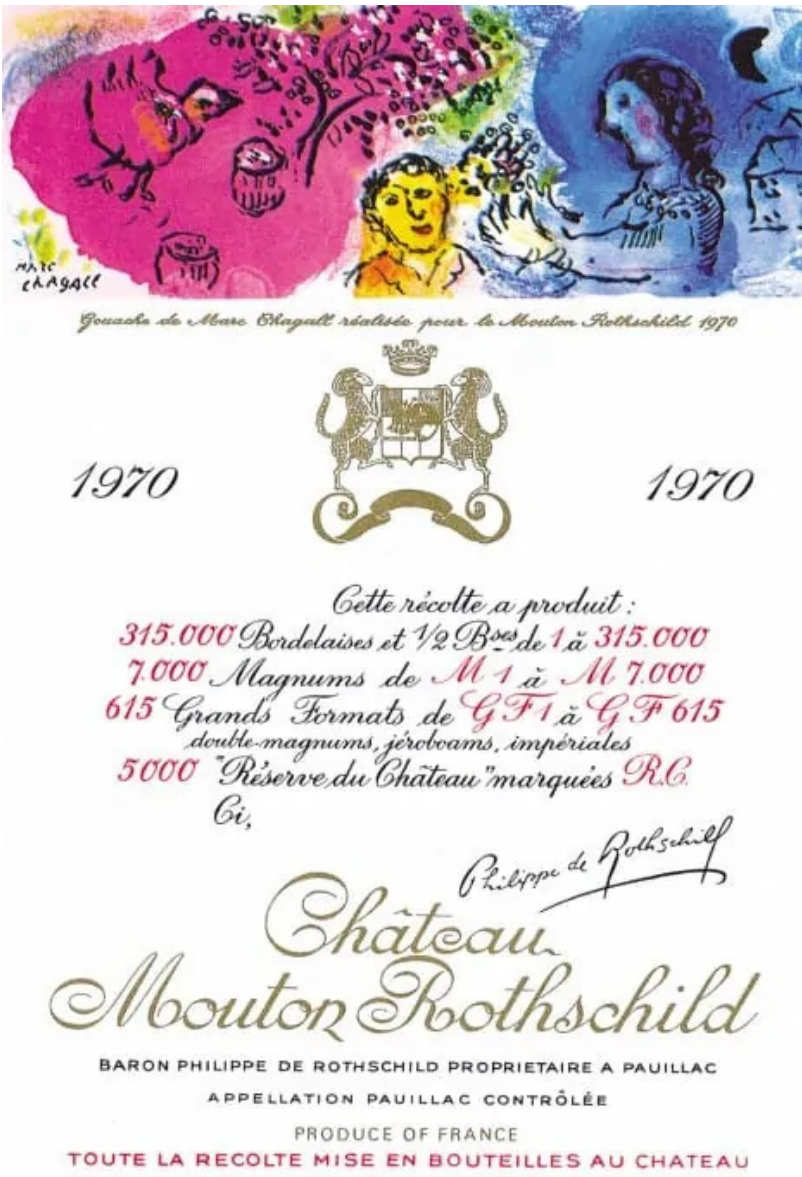 MARC
CHAGALL
Gouache de Marc Chagall réalisée pour le Mouton Rothschild 1970
1970 1970
Cette récolte a produit :
315.000 Bordelaises et 1/2 Bses de 1 à 315.000
7.000 Magnums de M 1 à M 7.000
615 Grands Formats de G F 1 à G F 615
double-magnums, jéroboams, impériales
5000 "Réserve du Château" marquées R.C.
Ci,
Philippe de Rothschild
Château
Mouton Rothschild
BARON PHILIPPE DE ROTHSCHILD PROPRIETAIRE A PAUILLAC
APPELLATION PAUILLAC CONTRÔLÉE
PRODUCE OF FRANCE
TOUTE LA RECOLTE MISE EN BOUTEILLES AU CHATEAU